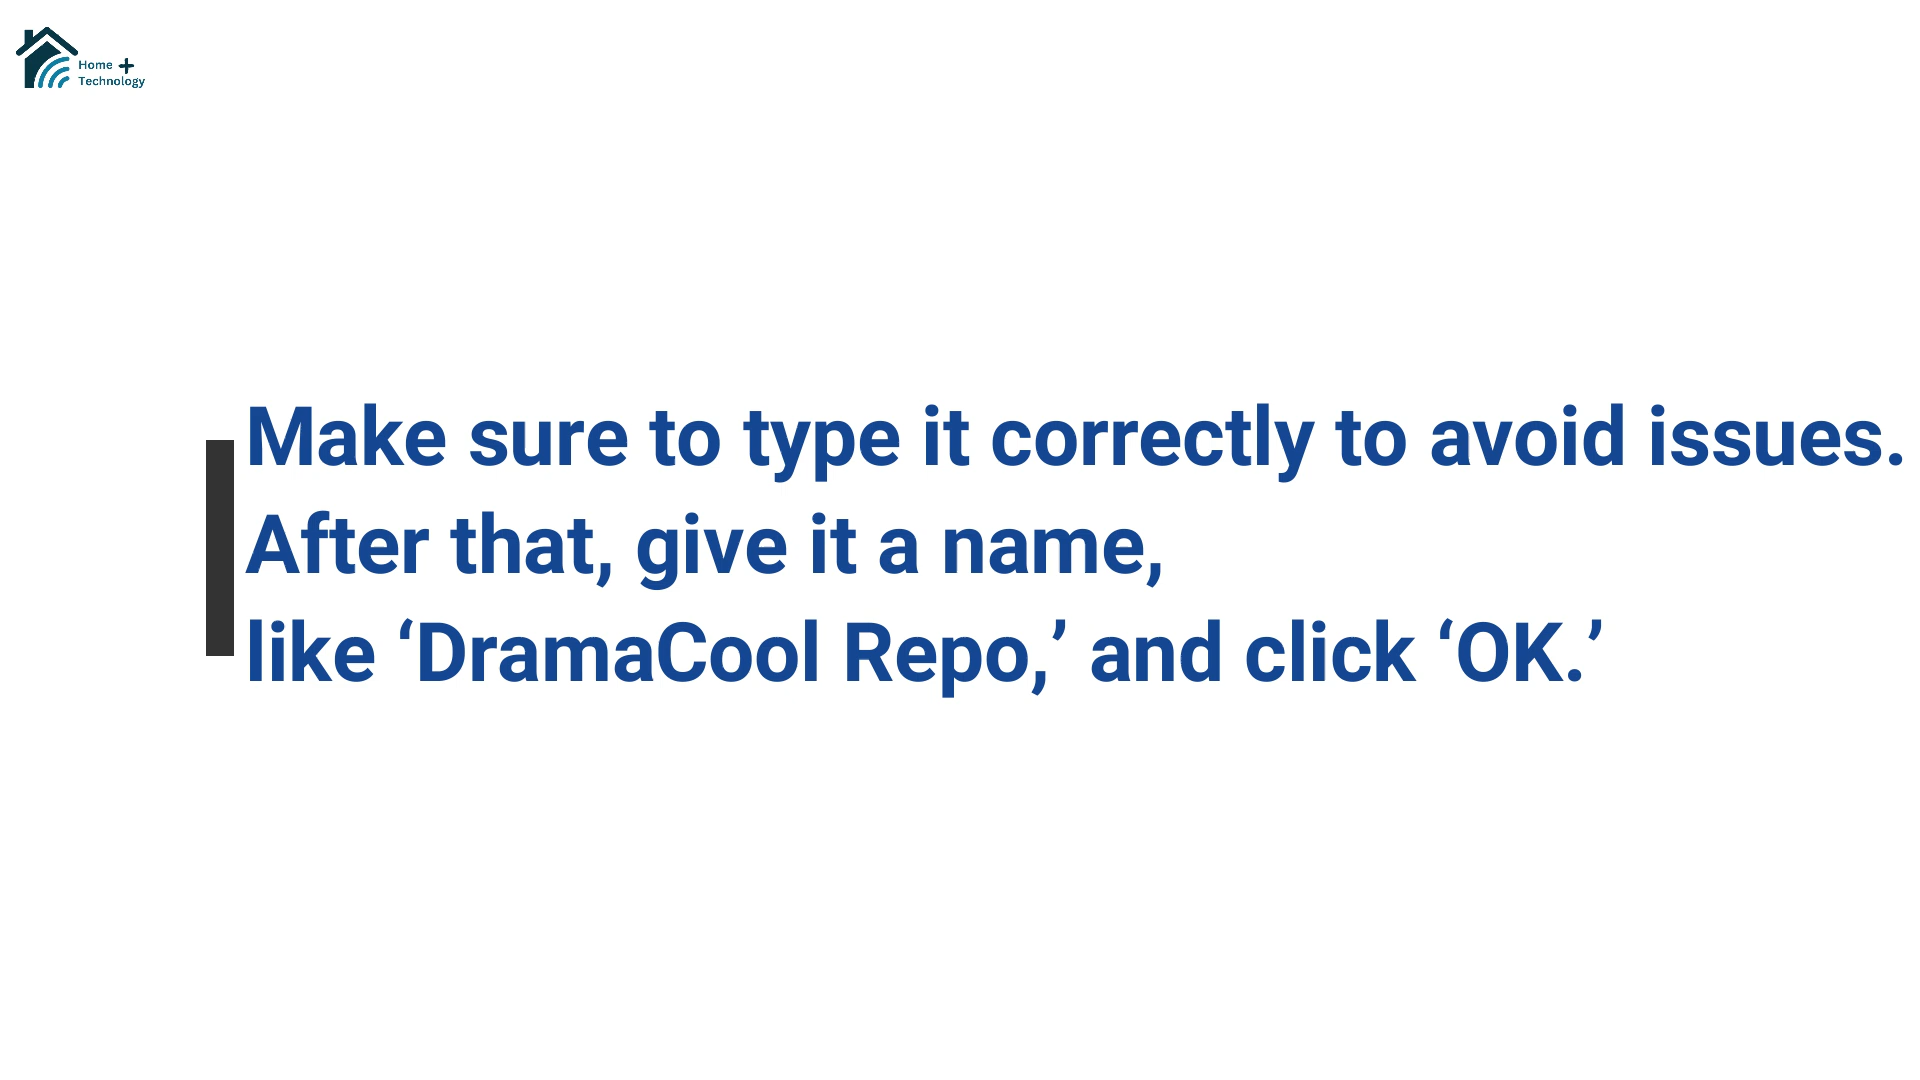 Home +
Technology
Make sure to type it correctly to avoid issues.
After that, give it a name,
like ‘DramaCool Repo,’ and click ‘OK.’